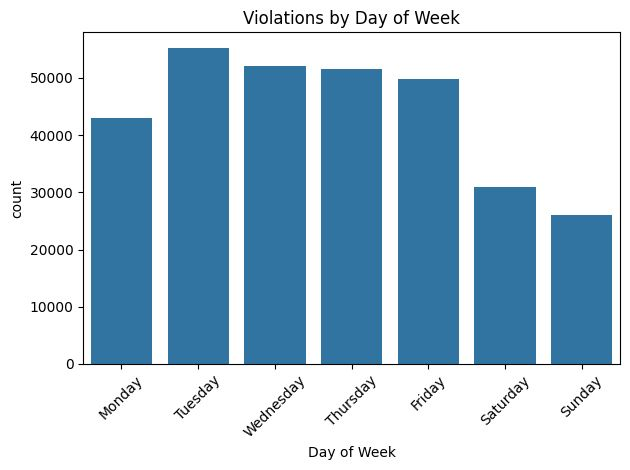 Violations by Day of Week
count
50000
40000
30000
20000
10000
0
Monday
Tuesday
Wednesday
Thursday
Friday
Saturday
Sunday
Day of Week